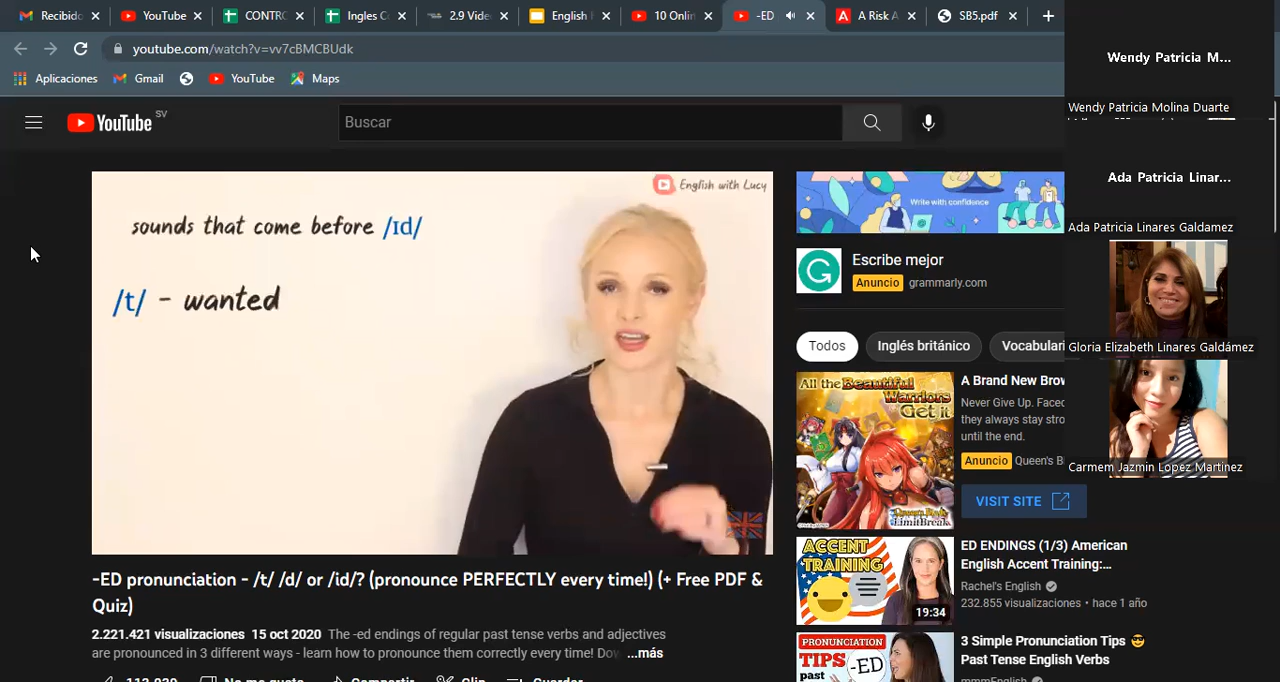 Recibido
YouTube
CONTRO
Ingles Co
2.9 Vide
English
10 Onlin
-ED
A Risk A
SB5.pdf
youtube.com/watch?v=vv7cBMCBUdk
Aplicaciones
Gmail
YouTube
Maps
YouTube SV
Buscar
English with Lucy
sounds that come before /ɪd/
/t/ - wanted
-ED pronunciation - /t/ /d/ or /id/? (pronounce PERFECTLY every time!) (+ Free PDF &
Quiz)
2.221.421 visualizaciones 15 oct 2020 The -ed endings of regular past tense verbs and adjectives
are pronounced in 3 different ways - learn how to pronounce them correctly every time! Do ...más
Write with confidence
Escribe mejor
Anuncio grammarly.com
Todos
Inglés británico
Vocabulari
All the Beautiful
Warriors
Get it
A Brand New Brow
Never Give Up. Faced
they always stay stro
until the end.
Anuncio Queen's B
VISIT SITE
Queen's Blade
LimitBreak
ACCENT
TRAINING
19:34
ED ENDINGS (1/3) American
English Accent Training:...
Rachel's English
232.855 visualizaciones • hace 1 año
PRONUNCIATION
TIPS -ED
past
3 Simple Pronunciation Tips 😎
Past Tense English Verbs
mmmEnglish
Wendy Patricia M...
Wendy Patricia Molina Duarte
Ada Patricia Linar...
Ada Patricia Linares Galdamez
Gloria Elizabeth Linares Galdámez
Carmem Jazmin Lopez Martinez